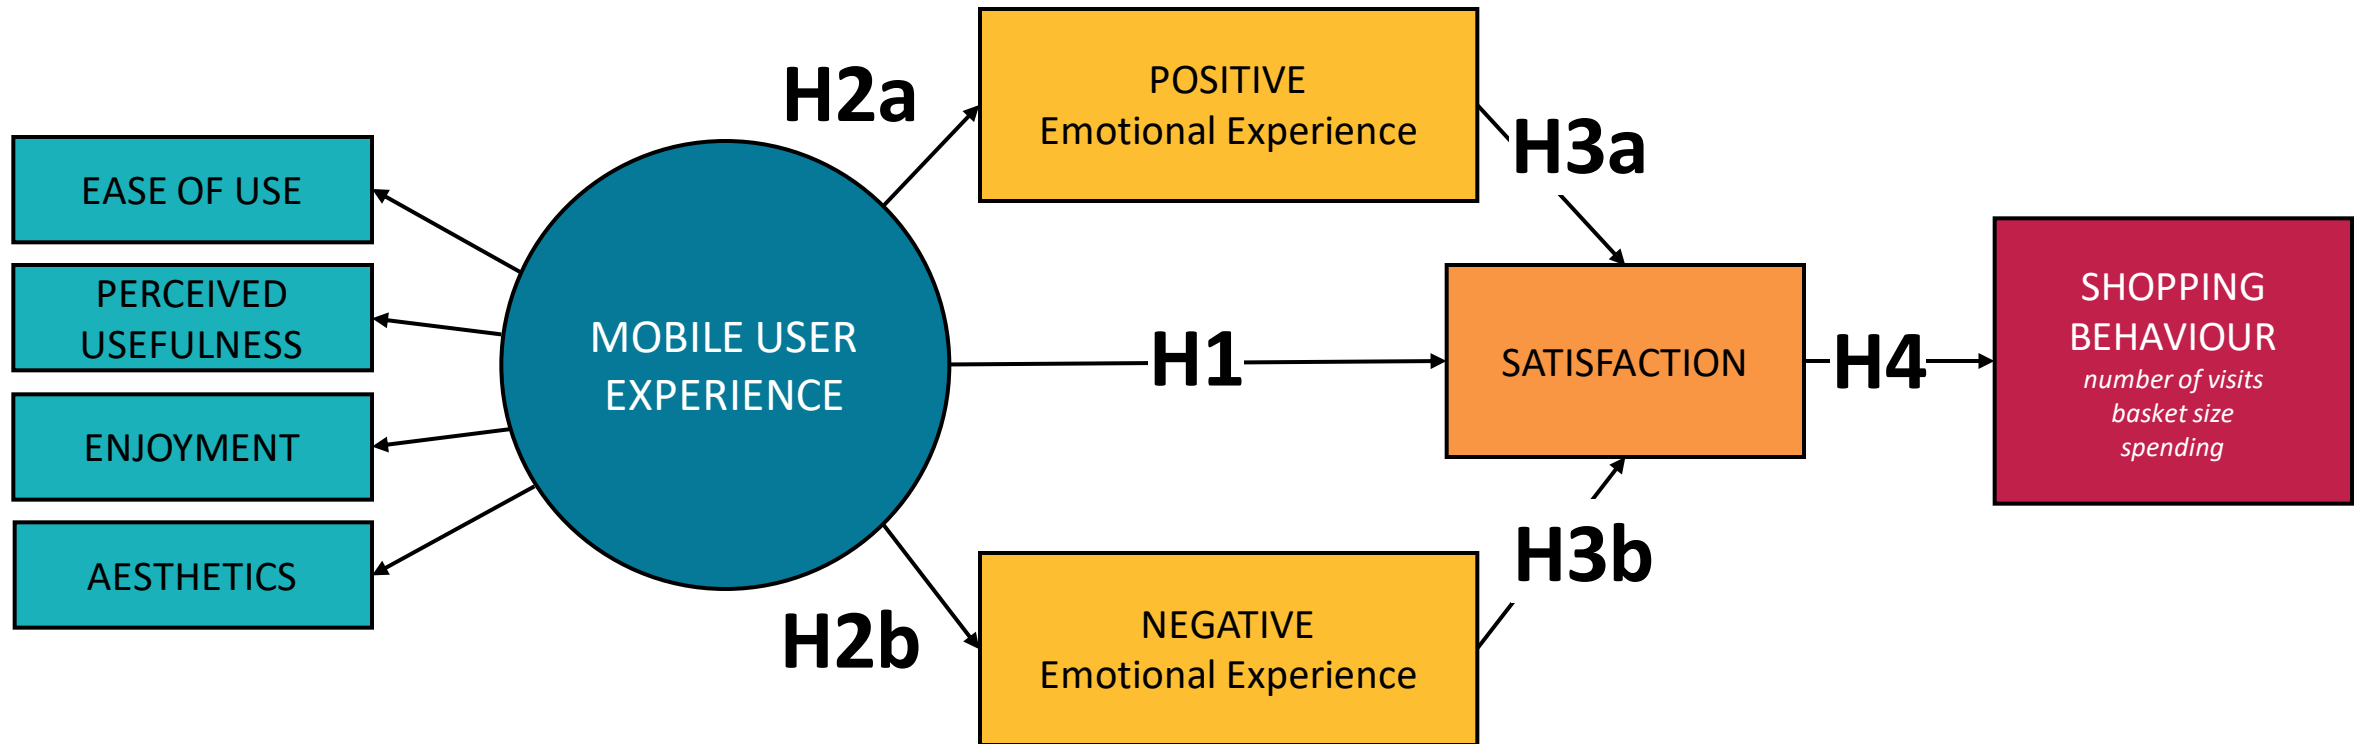 EASE OF USE
PERCEIVED
USEFULNESS
ENJOYMENT
AESTHETICS
MOBILE USER
EXPERIENCE
H2a
H2b
POSITIVE
Emotional Experience
H1
NEGATIVE
Emotional Experience
H3a
H3b
SATISFACTION
H4
SHOPPING
BEHAVIOUR
number of visits
basket size
spending